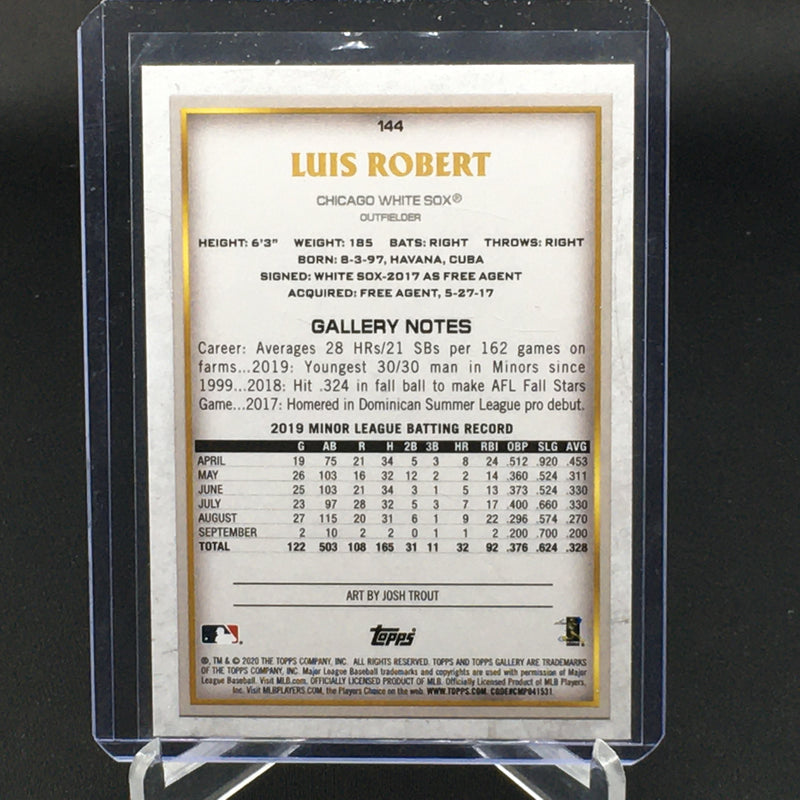 144
LUIS ROBERT
CHICAGO WHITE SOX®
OUTFIELDER
HEIGHT: 6'3" WEIGHT: 185 BATS: RIGHT THROWS: RIGHT
BORN: 8-3-97, HAVANA, CUBA
SIGNED: WHITE SOX-2017 AS FREE AGENT
ACQUIRED: FREE AGENT, 5-27-17
GALLERY NOTES
Career: Averages 28 HRs/21 SBs per 162 games on
farms...2019: Youngest 30/30 man in Minors since
1999...2018: Hit .324 in fall ball to make AFL Fall Stars
Game...2017: Homered in Dominican Summer League pro debut.
2019 MINOR LEAGUE BATTING RECORD
G AB R H 2B 3B HR RBI OBP SLG AVG
APRIL 19 75 21 34 5 3 8 24 .512 .920 .453
MAY 26 103 16 32 12 2 2 14 .360 .524 .311
JUNE 25 103 21 34 3 1 5 13 .373 .524 .330
JULY 23 97 28 32 5 3 7 17 .400 .660 .330
AUGUST 27 115 20 31 6 1 9 22 .296 .574 .270
SEPTEMBER 2 10 2 2 0 1 1 2 .200 .700 .200
TOTAL 122 503 108 165 31 11 32 92 .376 .624 .328
ART BY JOSH TROUT
Topps
®, TM & © 2020 THE TOPPS COMPANY, INC. ALL RIGHTS RESERVED. TOPPS AND TOPPS GALLERY ARE TRADEMARKS
OF THE TOPPS COMPANY, INC. Major League Baseball trademarks and copyrights are used with permission of Major
League Baseball. Visit MLB.com. OFFICIALLY LICENSED PRODUCT OF MLB. Officially Licensed Product of MLB Players,
Inc. Visit MLBPLAYERS.COM, the Players Choice on the web. WWW.TOPPS.COM. CODE#CMP041531